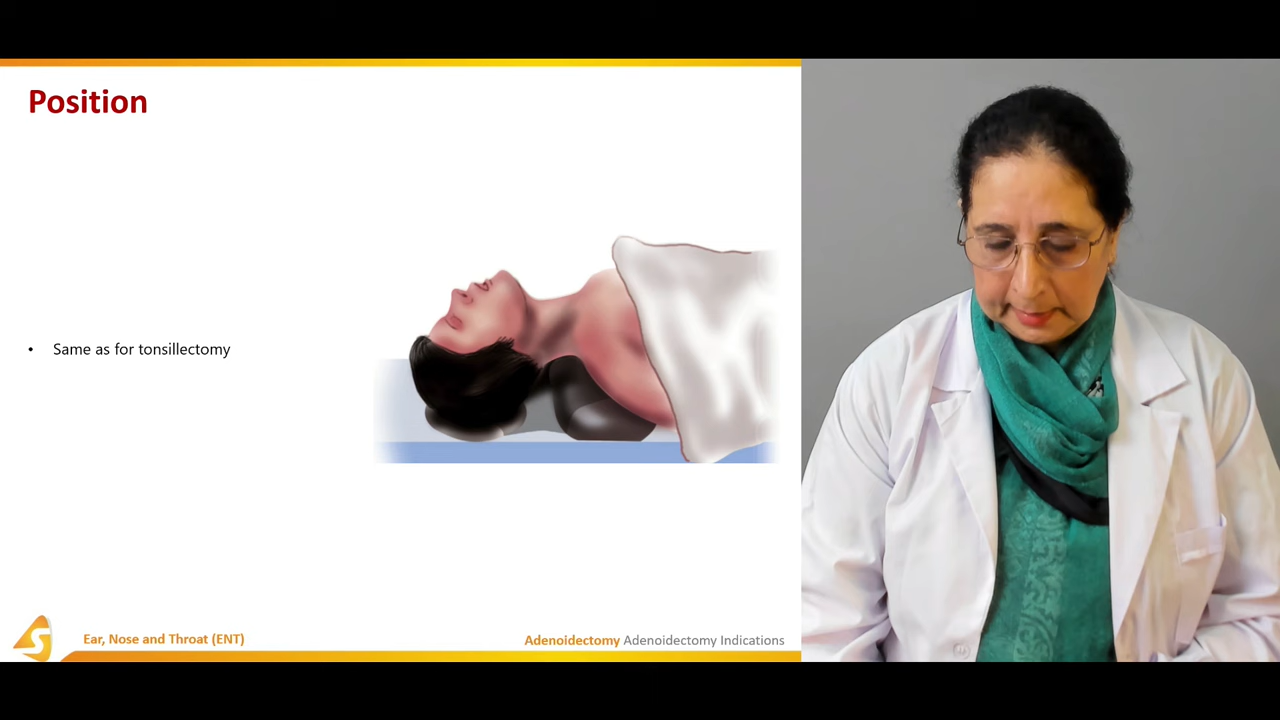 Position
• Same as for tonsillectomy
Ear, Nose and Throat (ENT)
Adenoidectomy Adenoidectomy Indications